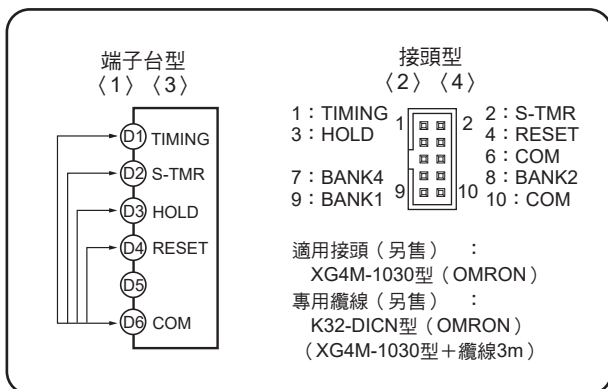 端子台型
〈1〉〈3〉
D1 TIMING
D2 S-TMR
D3 HOLD
D4 RESET
D5
D6 COM
接頭型
〈2〉〈4〉
1：TIMING 1 2 2：S-TMR
3：HOLD 4：RESET
6：COM
7：BANK4 8：BANK2
9：BANK1 9 10 10：COM
適用接頭（另售）：
XG4M-1030型（OMRON）
專用纜線（另售）：
K32-DICN型（OMRON）
（XG4M-1030型＋纜線3m）